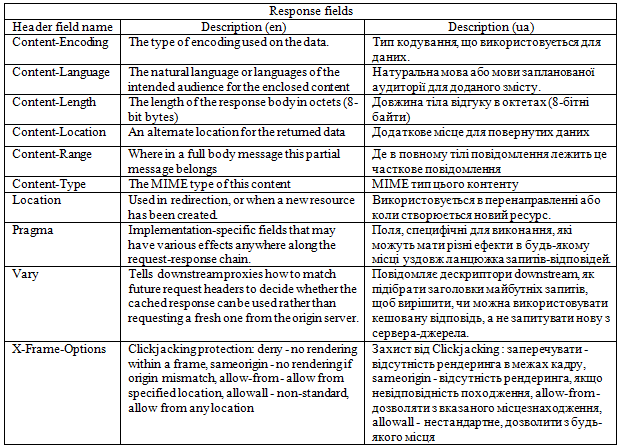 Response fields
Header field name Description (en) Description (ua)
Content-Encoding The type of encoding used on the data. Тип кодування, що використовується для
даних.
Content-Language The natural language or languages of the
intended audience for the enclosed content
Натуральна мова або мови запланованої
аудиторії для доданого змісту.
Content-Length The length of the response body in octets (8-
bit bytes)
Довжина тіла відгуку в октетах (8-бітні
байти)
Content-Location An alternate location for the returned data Додаткове місце для повернутих даних
Content-Range Where in a full body message this partial
message belongs
Де в повному тілі повідомлення лежить це
часткове повідомлення
Content-Type The MIME type of this content MIME тип цього контенту
Location Used in redirection, or when a new resource
has been created.
Використовується в перенаправленні або
коли створюється новий ресурс.
Pragma Implementation-specific fields that may
have various effects anywhere along the
request-response chain.
Поля, специфічні для виконання, які
можуть мати різні ефекти в будь-якому
місці уздовж ланцюжка запитів-відповідей.
Vary Tells downstream proxies how to match
future request headers to decide whether the
cached response can be used rather than
requesting a fresh one from the origin server.
Повідомляє дескриптори downstream, як
підібрати заголовки майбутніх запитів,
щоб вирішити, чи можна використовувати
кешовану відповідь, а не запитувати нову з
сервера-джерела.
X-Frame-Options Clickjacking protection: deny - no rendering
within a frame, sameorigin - no rendering if
origin mismatch, allow-from - allow from
specified location, allowall - non-standard,
allow from any location
Захист від Clickjacking : заперечувати -
відсутність рендеринга в межах кадру,
sameorigin - відсутність рендеринга, якщо
невідповідність походження, allow-from -
дозволяти з вказаного місцезнаходження,
allowall - нестандартне, дозволити з будь-
якого місця